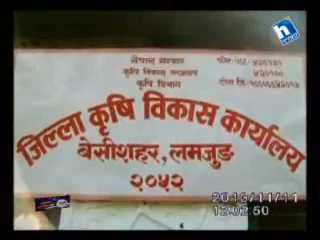 नेपाल सरकार
कृषि विकास मन्त्रालय
कृषि विभाग
जिल्ला कृषि विकास कार्यालय
बेसीशहर, लमजुङ
२०५२
2013/11/11
12:02:50
h